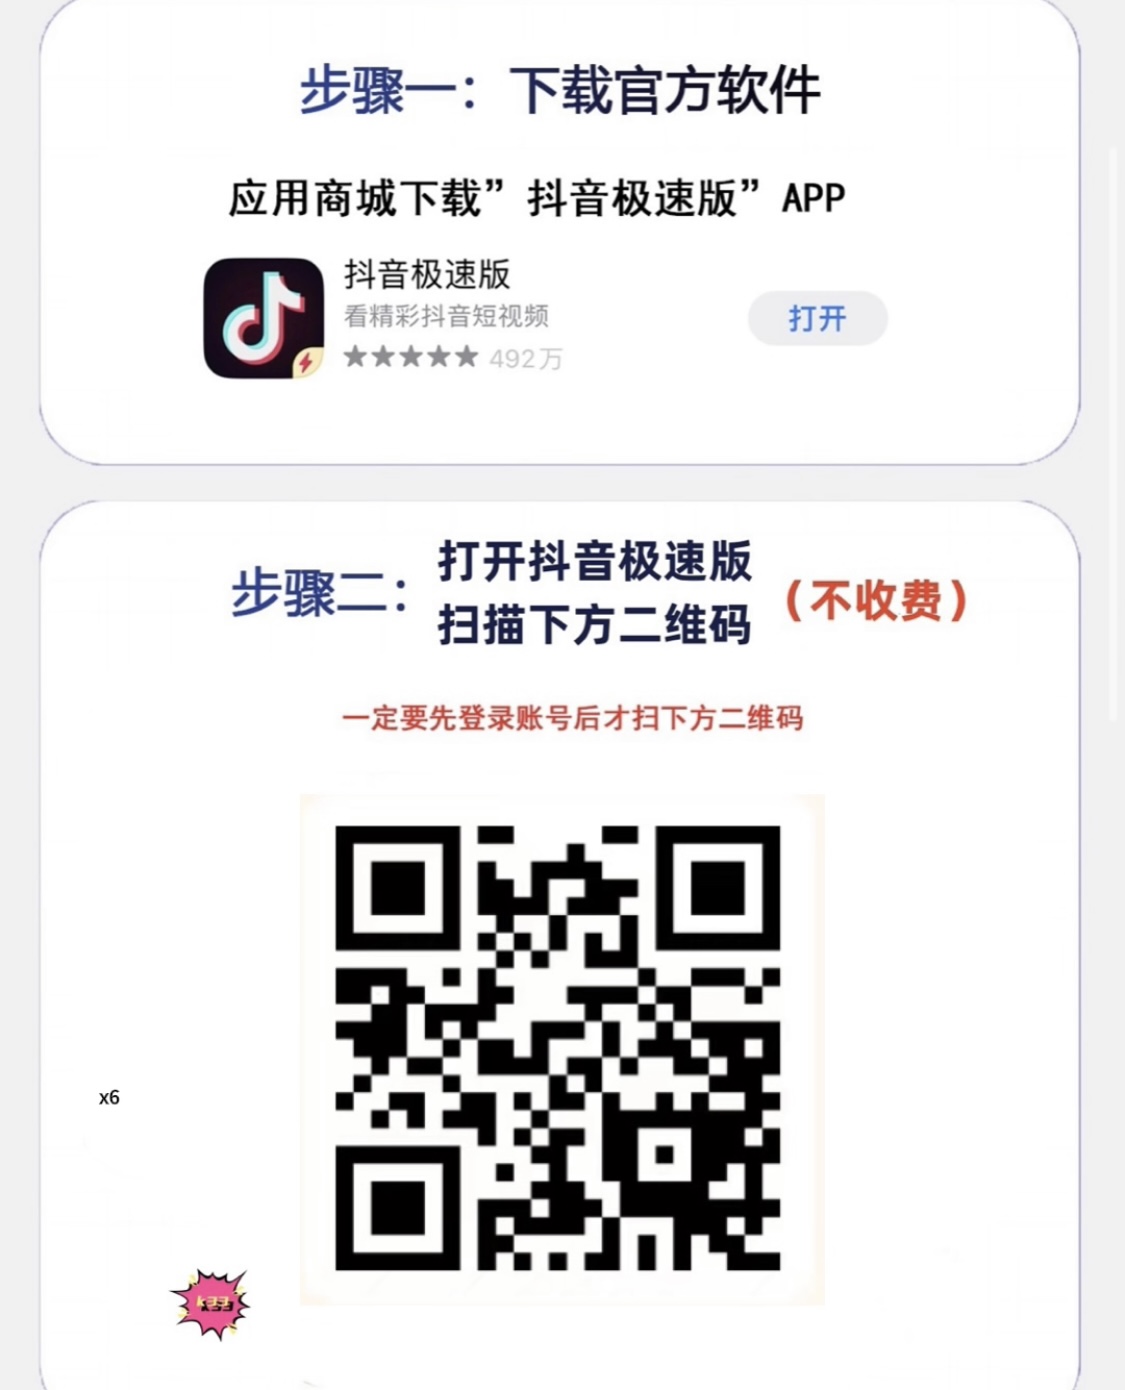 步骤一：下载官方软件
应用商城下载”抖音极速版”APP
抖音极速版
看精彩抖音短视频
★★★★★ 492万
打开
步骤二：
打开抖音极速版
扫描下方二维码
（不收费）
一定要先登录账号后才扫下方二维码
x6
k33